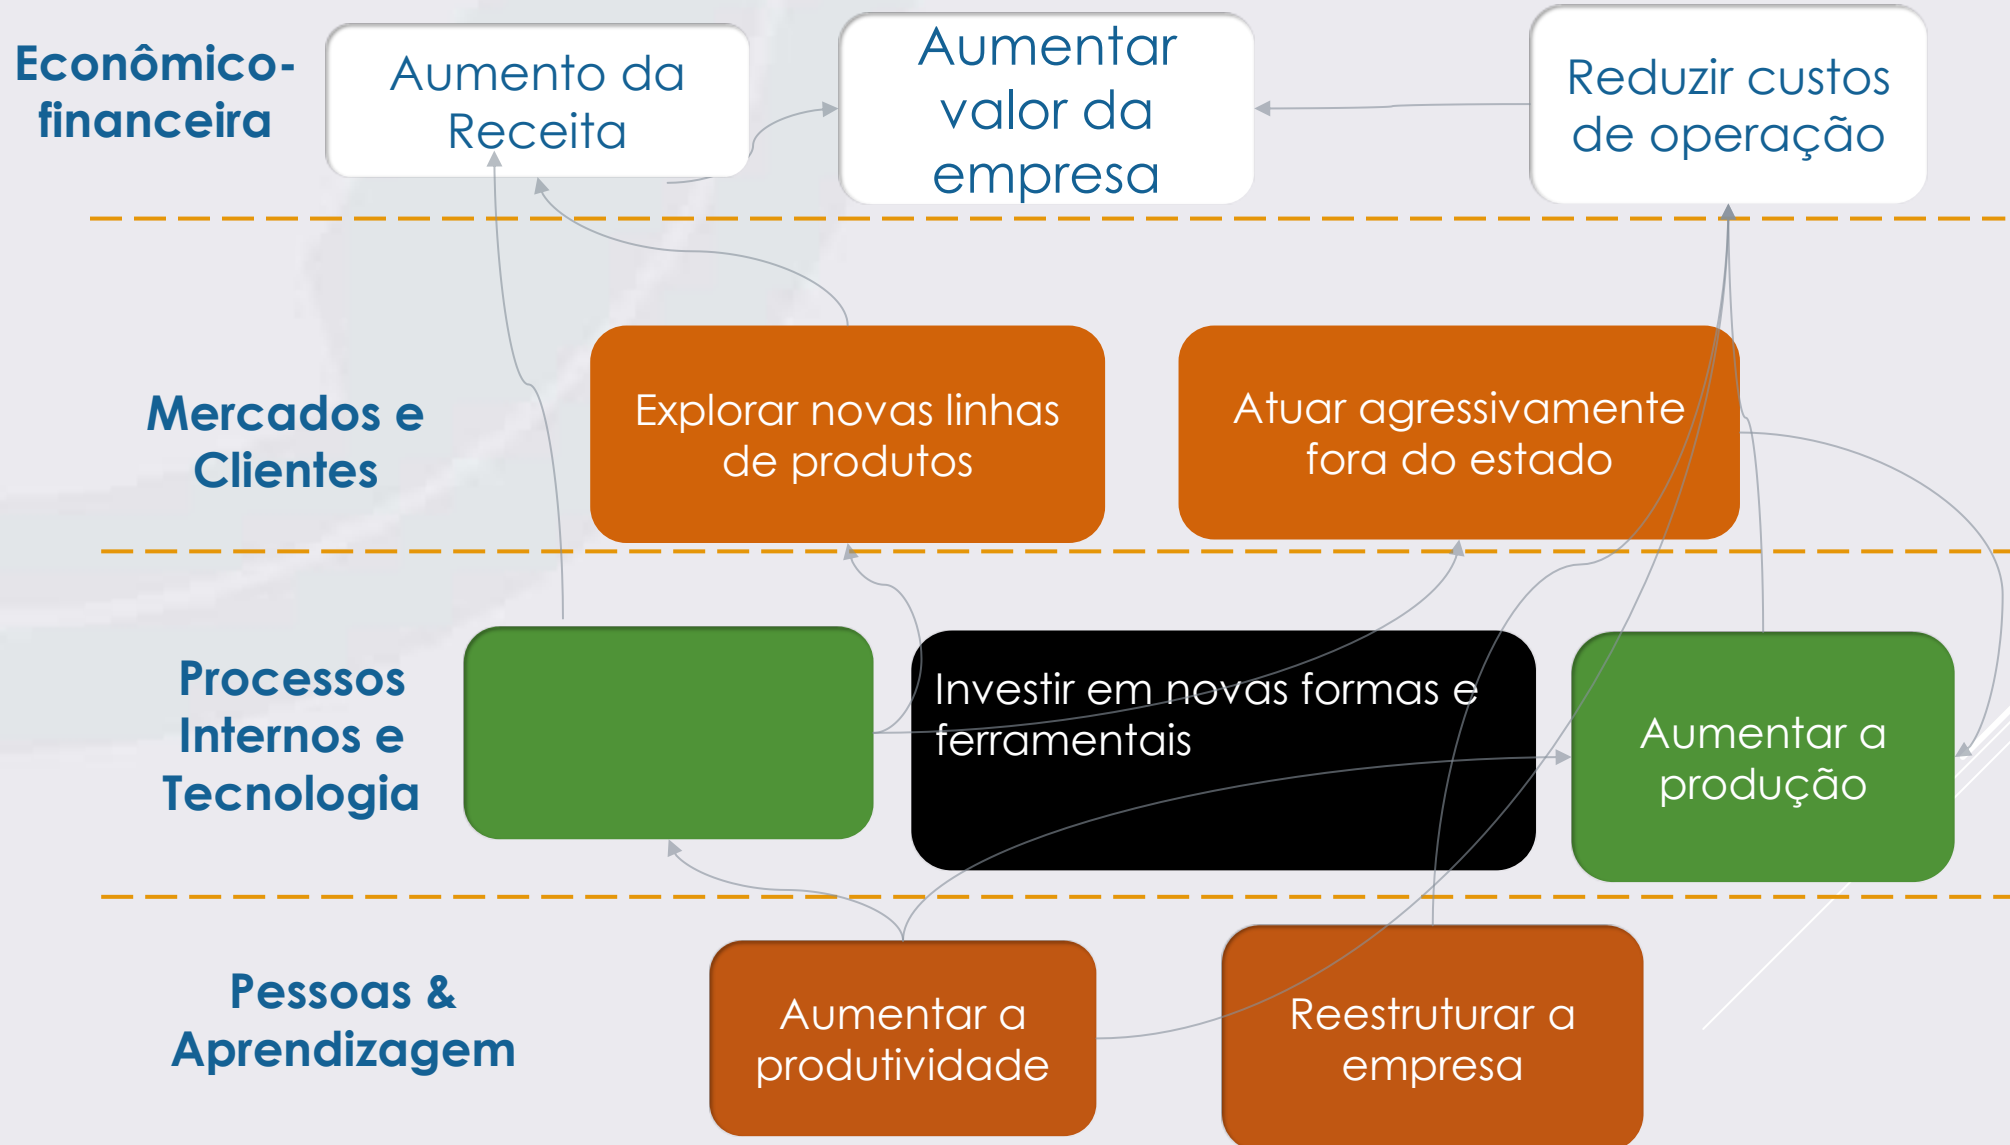 Econômico-
financeira
Aumento da
Receita
Aumentar
valor da
empresa
Reduzir custos
de operação
Mercados e
Clientes
Explorar novas linhas
de produtos
Atuar agressivamente
fora do estado
Processos
Internos e
Tecnologia
Investir em novas formas e
ferramentais
Aumentar a
produção
Pessoas &
Aprendizagem
Aumentar a
produtividade
Reestruturar a
empresa